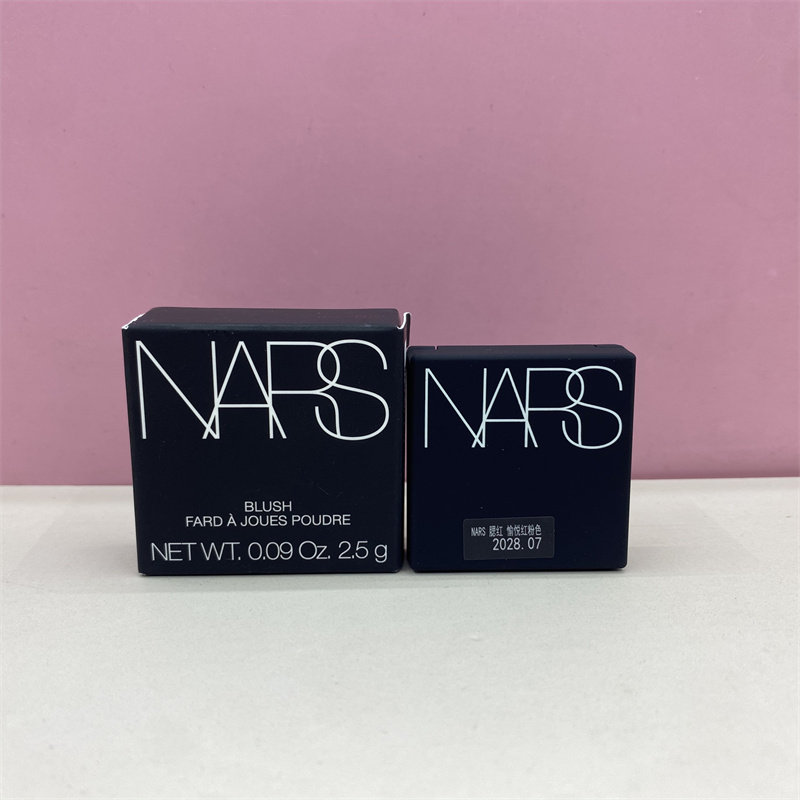 NARS
BLUSH
FARD À JOUES POUDRE
NET WT. 0.09 Oz. 2.5 g
NARS
NARS 腮红 愉悦红粉色
2028.07